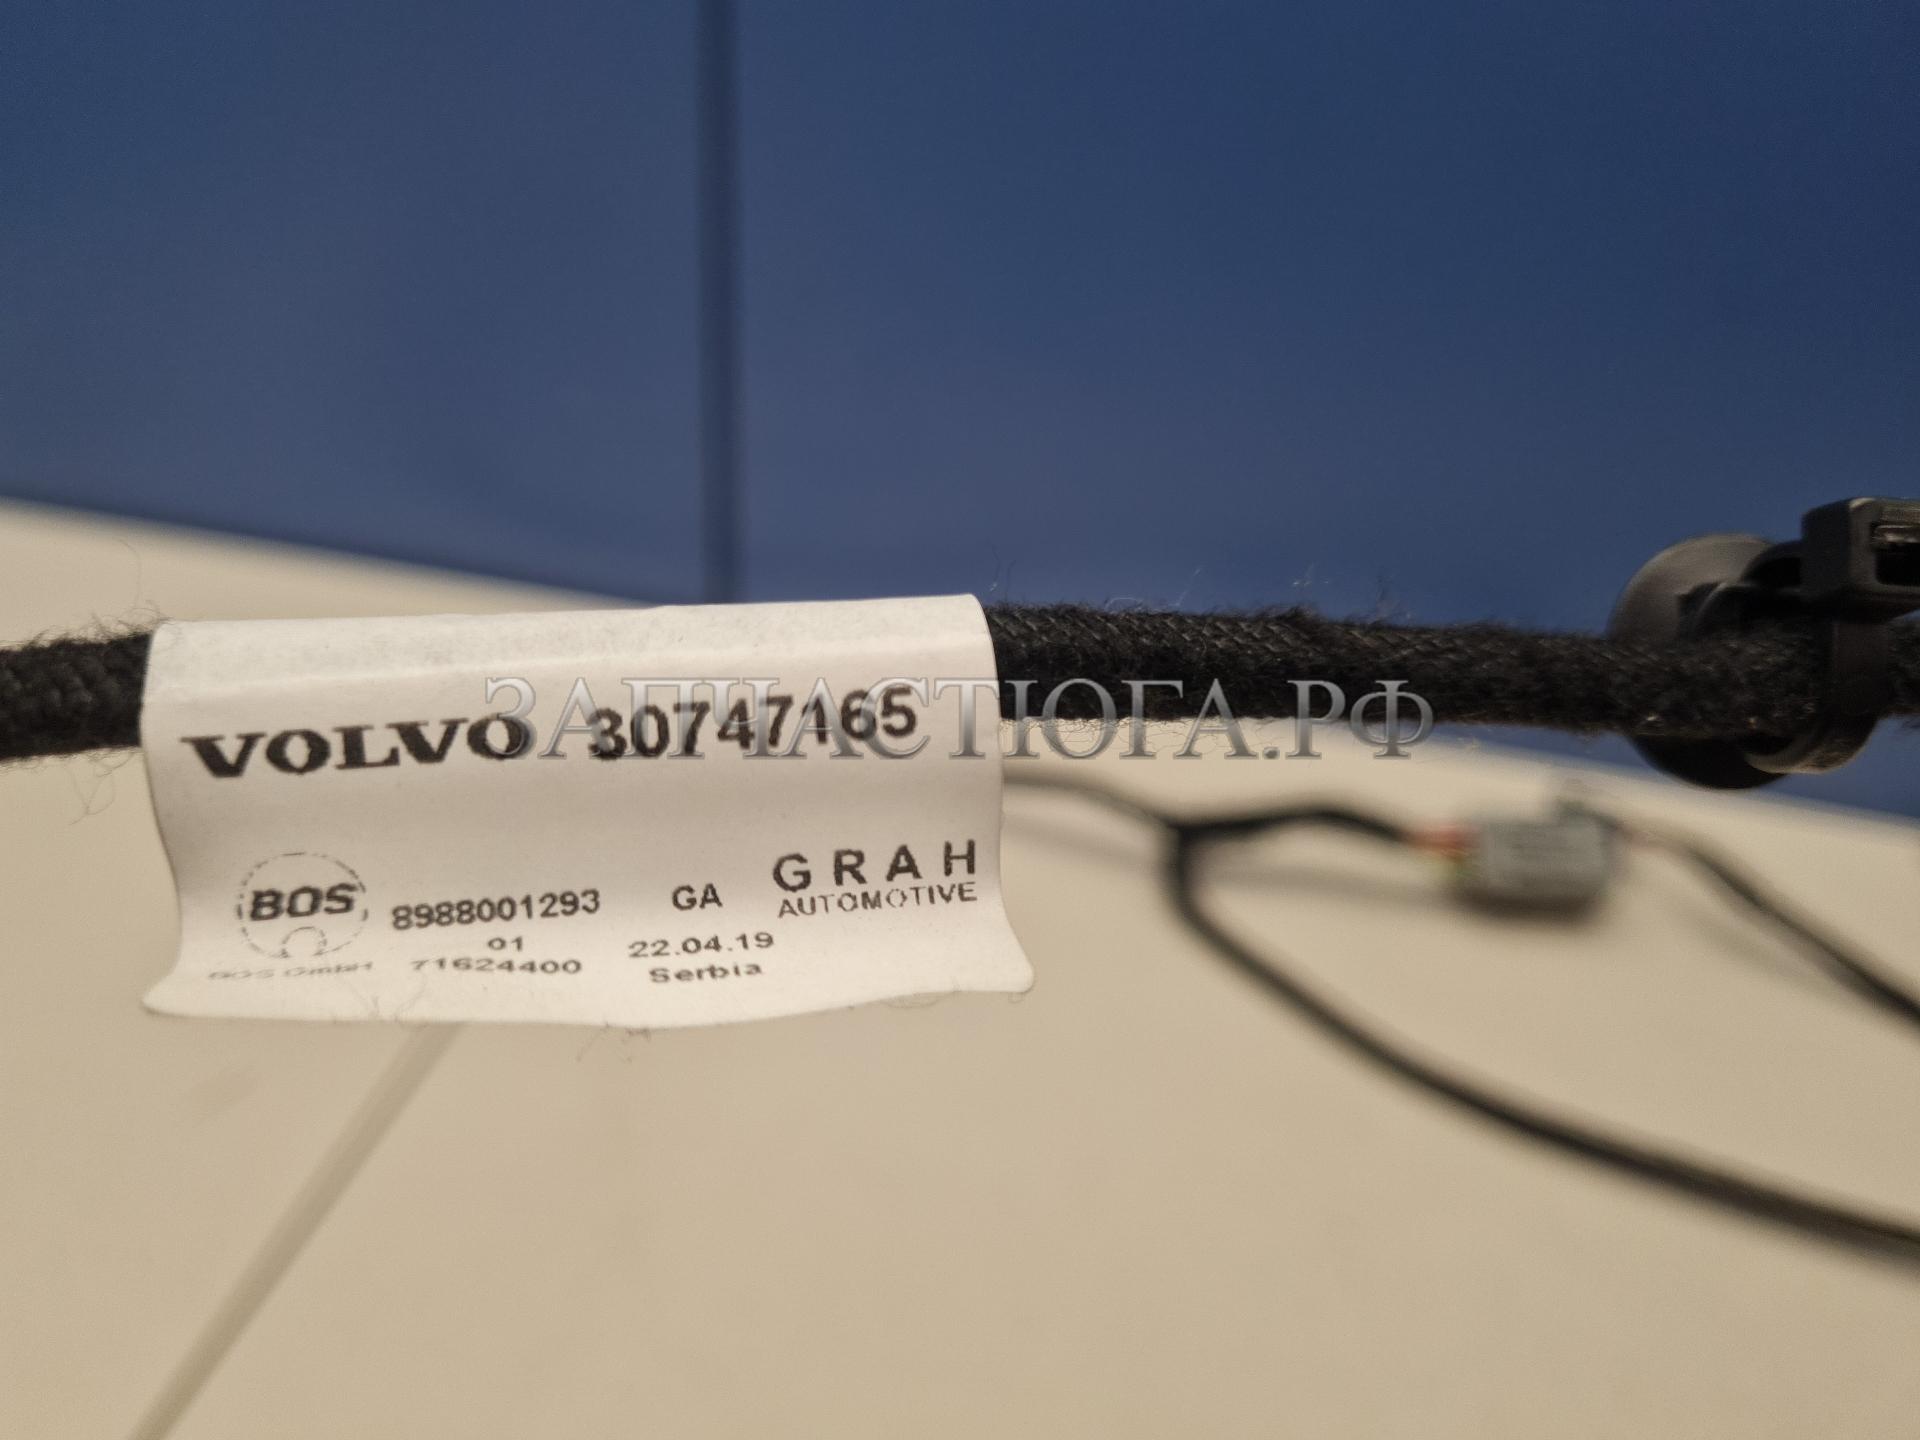 VOLVO 30747165
ЗАПЧАСТЮГА.РФ
BOS 8988001293 GA GRAH
AUTOMOTIVE
01 22.04.19
BOS GmbH 71624400 Serbia